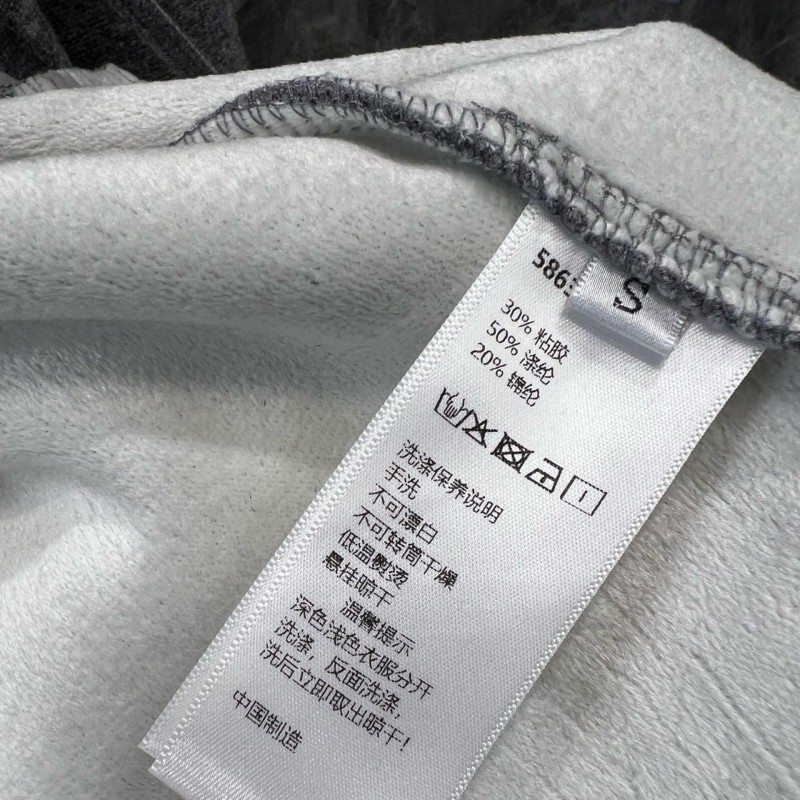 S
30% 粘胶
50% 涤纶
20% 锦纶
洗涤保养说明
手洗
不可漂白
不可转筒干燥
低温熨烫
悬挂晾干
温馨提示
深色浅色衣服分开
洗涤，反面洗涤，
洗后立即取出晾干！
中国制造